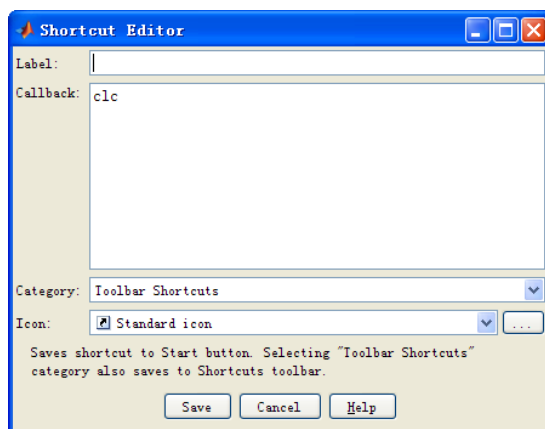 Shortcut Editor
Label:
Callback: clc
Category: Toolbar Shortcuts
Icon: Standard icon ...
Saves shortcut to Start button. Selecting "Toolbar Shortcuts"
category also saves to Shortcuts toolbar.
Save Cancel Help